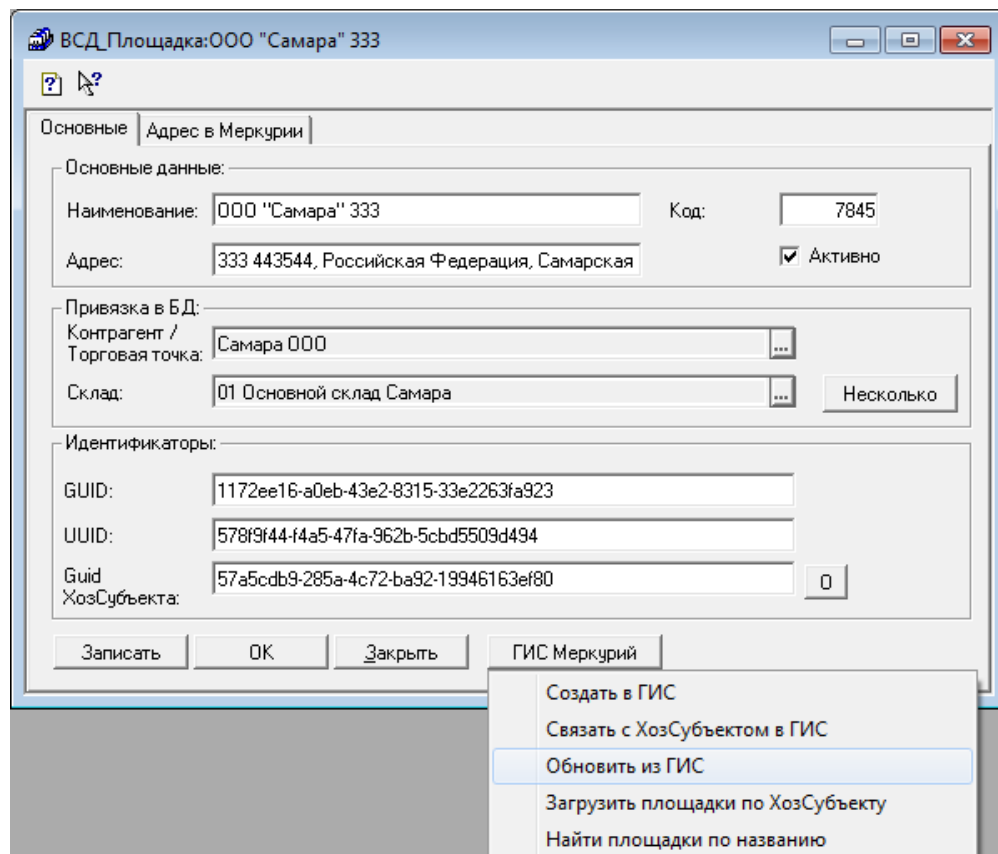 ВСД_Площадка:ООО "Самара" 333
Основные Адрес в Меркурии
Основные данные:
Наименование: ООО "Самара" 333 Код: 7845
Адрес: 333 443544, Российская Федерация, Самарская Активно
Привязка в БД:
Контрагент /
Торговая точка: Самара ООО ...
Склад: 01 Основной склад Самара ... Несколько
Идентификаторы:
GUID: 1172ee16-a0eb-43e2-8315-33e2263fa923
UUID: 578f9f44-f4a5-47fa-962b-5cbd5509d494
Guid
ХозСубъекта: 57a5cdb9-285a-4c72-ba92-19946163ef80 О
Записать OK Закрыть ГИС Меркурий
Создать в ГИС
Связать с ХозСубъектом в ГИС
Обновить из ГИС
Загрузить площадки по ХозСубъекту
Найти площадки по названию